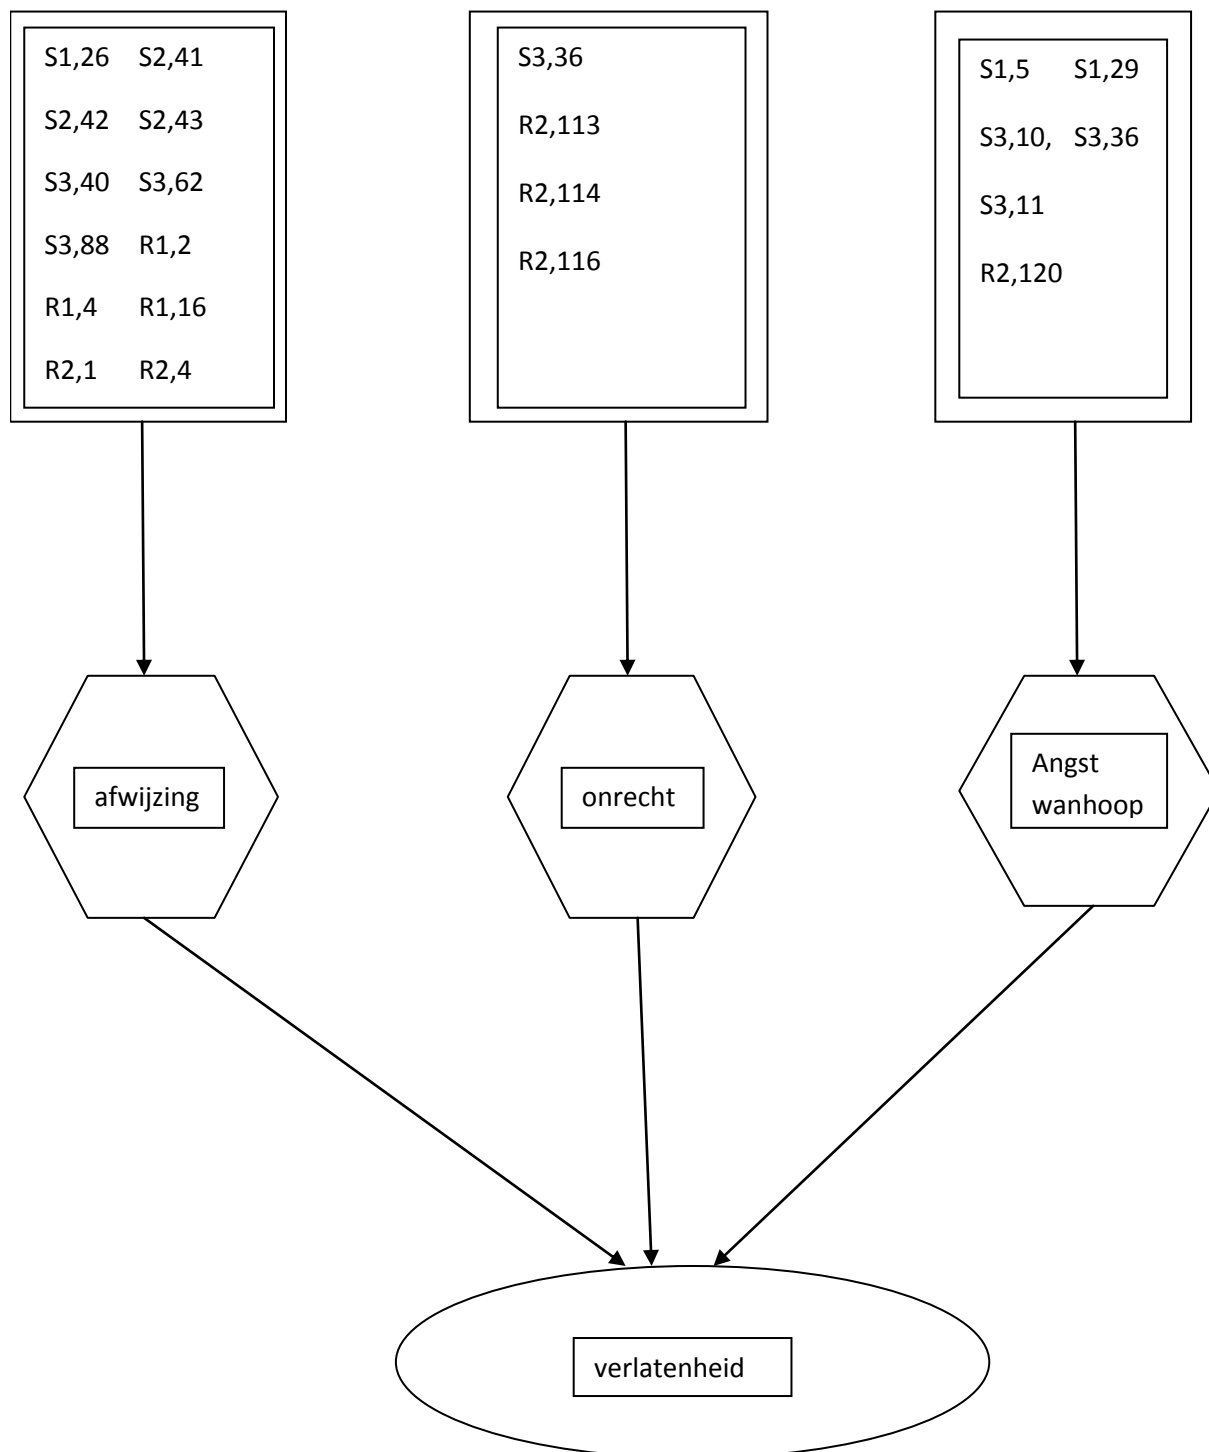 S1,26 S2,41
S2,42 S2,43
S3,40 S3,62
S3,88 R1,2
R1,4 R1,16
R2,1 R2,4
S3,36
R2,113
R2,114
R2,116
S1,5 S1,29
S3,10, S3,36
S3,11
R2,120
afwijzing
onrecht
Angst
wanhoop
verlatenheid